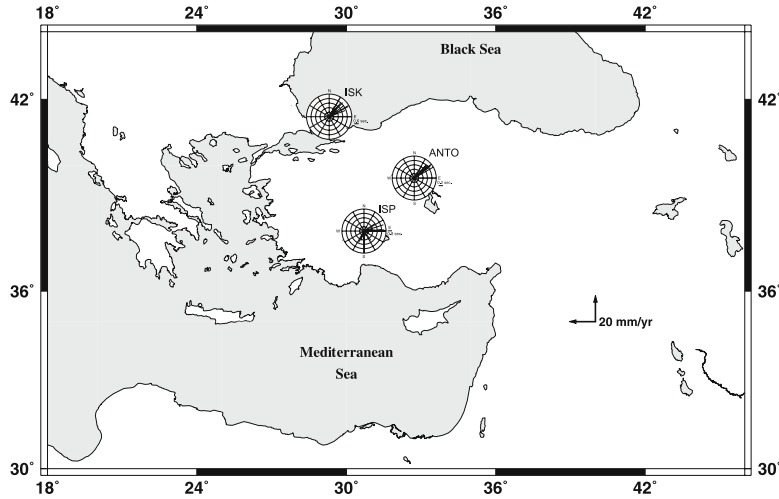 18˚ 24˚ 30˚ 36˚ 42˚
Black Sea
42˚ 42˚
ISK
ANTO
ISP
36˚ 36˚
20 mm/yr
Mediterranean
Sea
30˚ 30˚
18˚ 24˚ 30˚ 36˚ 42˚